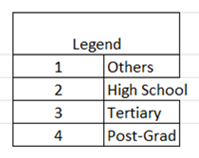 Legend
1 Others
2 High School
3 Tertiary
4 Post-Grad